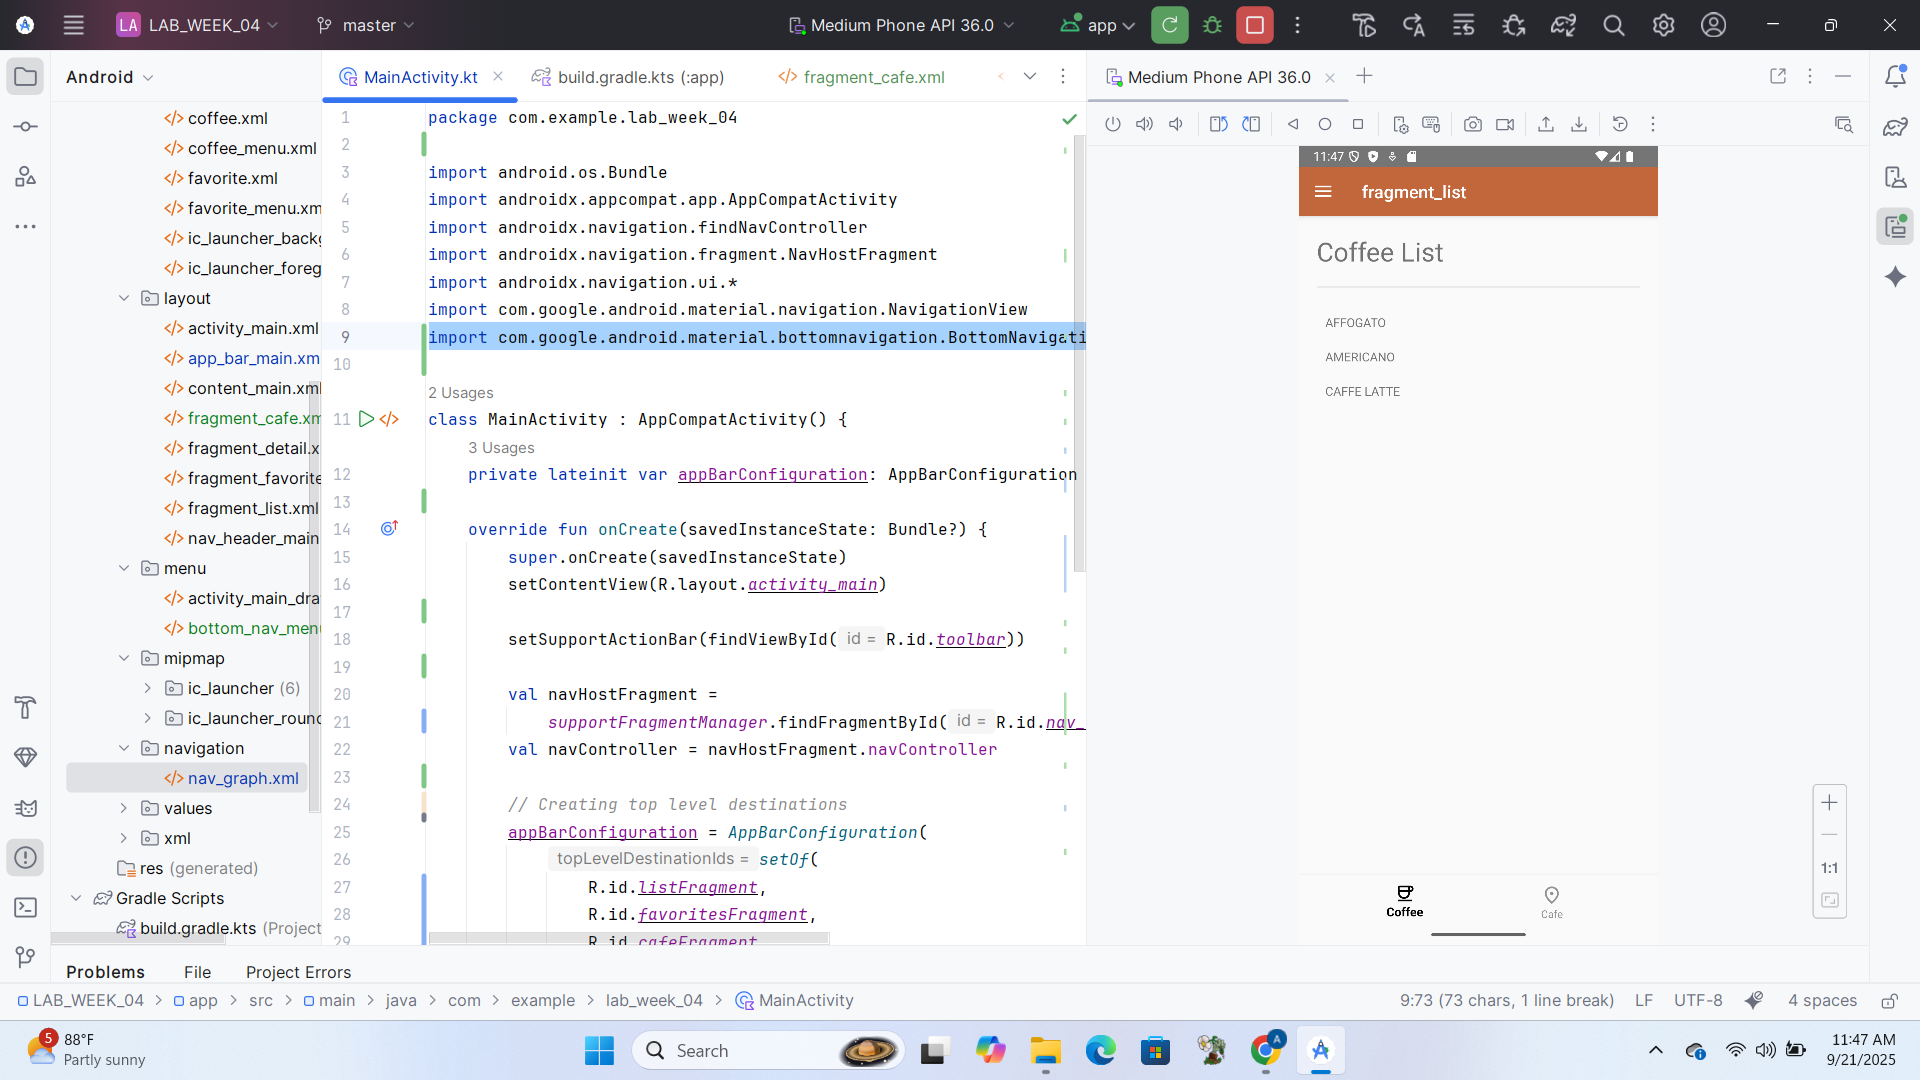 LA LAB_WEEK_04
master
Medium Phone API 36.0
app
Android
MainActivity.kt
build.gradle.kts (:app)
fragment_cafe.xml
Medium Phone API 36.0
coffee.xml
coffee_menu.xml
favorite.xml
favorite_menu.xm
ic_launcher_back
ic_launcher_foreg
layout
activity_main.xml
app_bar_main.xm
content_main.xm
fragment_cafe.xm
fragment_detail.x
fragment_favorite
fragment_list.xml
nav_header_main
menu
activity_main_dra
bottom_nav_men
mipmap
ic_launcher (6)
ic_launcher_round
navigation
nav_graph.xml
values
xml
res (generated)
Gradle Scripts
build.gradle.kts (Project
1 package com.example.lab_week_04
2
3 import android.os.Bundle
4 import androidx.appcompat.app.AppCompatActivity
5 import androidx.navigation.findNavController
6 import androidx.navigation.fragment.NavHostFragment
7 import androidx.navigation.ui.*
8 import com.google.android.material.navigation.NavigationView
9 import com.google.android.material.bottomnavigation.BottomNavigati
10
2 Usages
11 class MainActivity : AppCompatActivity() {
3 Usages
12 private lateinit var appBarConfiguration: AppBarConfiguration
13
14 override fun onCreate(savedInstanceState: Bundle?) {
15 super.onCreate(savedInstanceState)
16 setContentView(R.layout.activity_main)
17
18 setSupportActionBar(findViewById( id = R.id.toolbar))
19
20 val navHostFragment =
21 supportFragmentManager.findFragmentById( id = R.id.nav_
22 val navController = navHostFragment.navController
23
24 // Creating top level destinations
25 appBarConfiguration = AppBarConfiguration(
26 topLevelDestinationIds = setOf(
27 R.id.listFragment,
28 R.id.favoritesFragment,
29 R.id.cafeFragment
11:47
fragment_list
Coffee List
AFFOGATO
AMERICANO
CAFFE LATTE
Coffee
Cafe
1:1
Problems File Project Errors
LAB_WEEK_04 > app > src > main > java > com > example > lab_week_04 > MainActivity
9:73 (73 chars, 1 line break) LF UTF-8 4 spaces
5
88°F
Partly sunny
Search
A
11:47 AM
9/21/2025